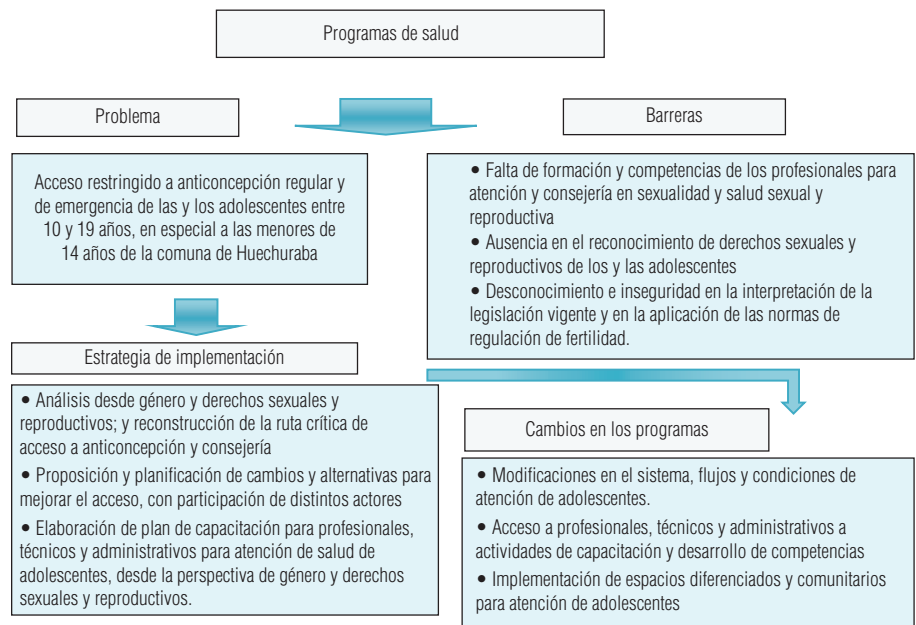 Programas de salud
Problema
Acceso restringido a anticoncepción regular y
de emergencia de las y los adolescentes entre
10 y 19 años, en especial a las menores de
14 años de la comuna de Huechuraba
Barreras
• Falta de formación y competencias de los profesionales para
atención y consejería en sexualidad y salud sexual y
reproductiva
• Ausencia en el reconocimiento de derechos sexuales y
reproductivos de los y las adolescentes
• Desconocimiento e inseguridad en la interpretación de la
legislación vigente y en la aplicación de las normas de
regulación de fertilidad.
Estrategia de implementación
• Análisis desde género y derechos sexuales y
reproductivos; y reconstrucción de la ruta crítica de
acceso a anticoncepción y consejería
• Proposición y planificación de cambios y alternativas para
mejorar el acceso, con participación de distintos actores
• Elaboración de plan de capacitación para profesionales,
técnicos y administrativos para atención de salud de
adolescentes, desde la perspectiva de género y derechos
sexuales y reproductivos.
Cambios en los programas
• Modificaciones en el sistema, flujos y condiciones de
atención de adolescentes.
• Acceso a profesionales, técnicos y administrativos a
actividades de capacitación y desarrollo de competencias
• Implementación de espacios diferenciados y comunitarios
para atención de adolescentes